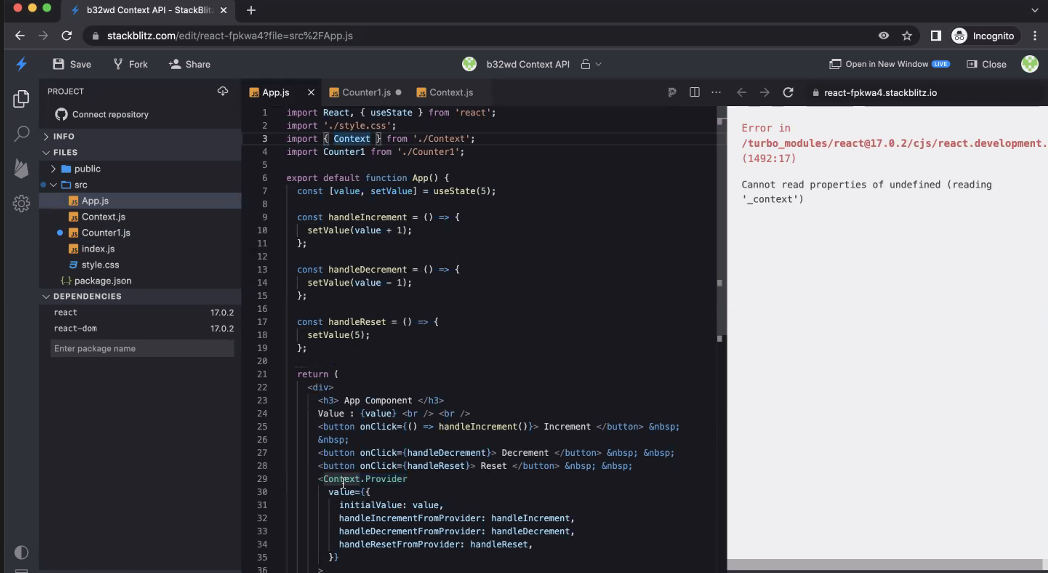 b32wd Context API - StackBlitz
stackblitz.com/edit/react-fpkwa4?file=src%2FApp.js
Incognito
Save
Fork
Share
b32wd Context API
Open in New Window LIVE
Close
PROJECT
Connect repository
INFO
FILES
public
src
App.js
Context.js
Counter1.js
index.js
style.css
package.json
DEPENDENCIES
react 17.0.2
react-dom 17.0.2
Enter package name
App.js
Counter1.js
Context.js
1 import React, { useState } from 'react';
2 import './style.css';
3 import { Context } from './Context';
4 import Counter1 from './Counter1';
5
6 export default function App() {
7 const [value, setValue] = useState(5);
8
9 const handleIncrement = () => {
10 setValue(value + 1);
11 };
12
13 const handleDecrement = () => {
14 setValue(value - 1);
15 };
16
17 const handleReset = () => {
18 setValue(5);
19 };
20
21 return (
22 <div>
23 <h3> App Component </h3>
24 Value : {value} <br /> <br />
25 <button onClick={() => handleIncrement()}> Increment </button> &nbsp;
26 &nbsp;
27 <button onClick={handleDecrement}> Decrement </button> &nbsp; &nbsp;
28 <button onClick={handleReset}> Reset </button> &nbsp; &nbsp;
29 <Context.Provider
30 value={{
31 initialValue: value,
32 handleIncrementFromProvider: handleIncrement,
33 handleDecrementFromProvider: handleDecrement,
34 handleResetFromProvider: handleReset,
35 }}
36 >
react-fpkwa4.stackblitz.io
Error in
/turbo_modules/react@17.0.2/cjs/react.development.
(1492:17)
Cannot read properties of undefined (reading
'_context')